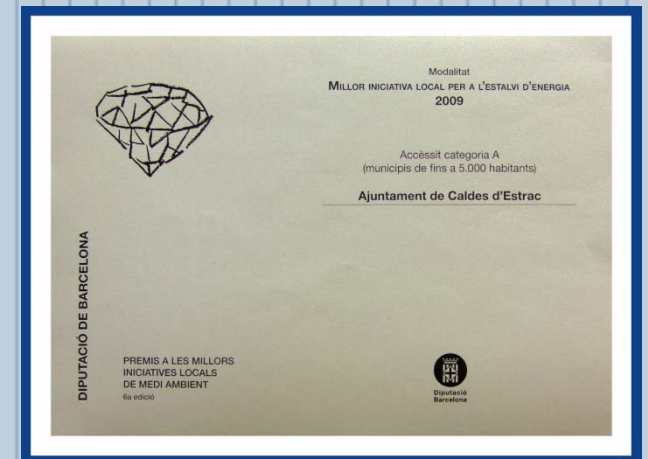 Modalitat
MILLOR INICIATIVA LOCAL PER A L'ESTALVI D'ENERGIA
2009
Accèssit categoria A
(municipis de fins a 5.000 habitants)
Ajuntament de Caldes d'Estrac
DIPUTACIÓ DE BARCELONA
PREMIS A LES MILLORS
INICIATIVES LOCALS
DE MEDI AMBIENT
6a edició
Diputació
Barcelona